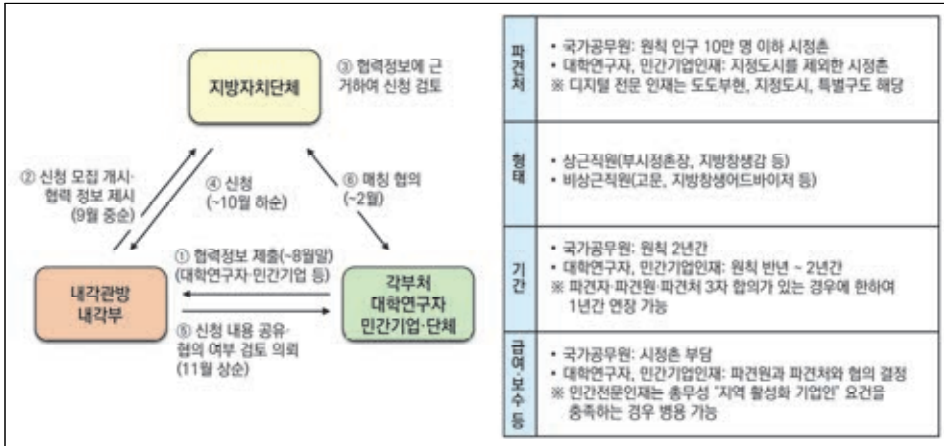 지방자치단체
③ 협력정보에 근
거하여 신청 검토
② 신청 모집 개시·
협력 정보 제시
(9월 중순)
④ 신청
(~10월 하순)
⑥ 매칭 협의
(~2월)
① 협력정보 제출(~8월말)
(대학연구자·민간기업 등)
내각관방
내각부
각부처
대학연구자
민간기업·단체
⑤ 신청 내용 공유·
협의 여부 검토 의뢰
(11월 상순)
파견처
• 국가공무원: 원칙 인구 10만 명 이하 시정촌
• 대학연구자, 민간기업인재: 지정도시를 제외한 시정촌
※ 디지털 전문 인재는 도도부현, 지정도시, 특별구도 해당
형태
• 상근직원(부시정촌장, 지방창생감 등)
• 비상근직원(고문, 지방창생어드바이저 등)
기간
• 국가공무원: 원칙 2년간
• 대학연구자, 민간기업인재: 원칙 반년 ~ 2년간
※ 파견자·파견원·파견처 3자 합의가 있는 경우에 한하여
1년간 연장 가능
급여·보수 등
• 국가공무원: 시정촌 부담
• 대학연구자, 민간기업인재: 파견원과 파견처와 협의 결정
※ 민간전문인재는 총무성 "지역 활성화 기업인" 요건을
충족하는 경우 병용 가능